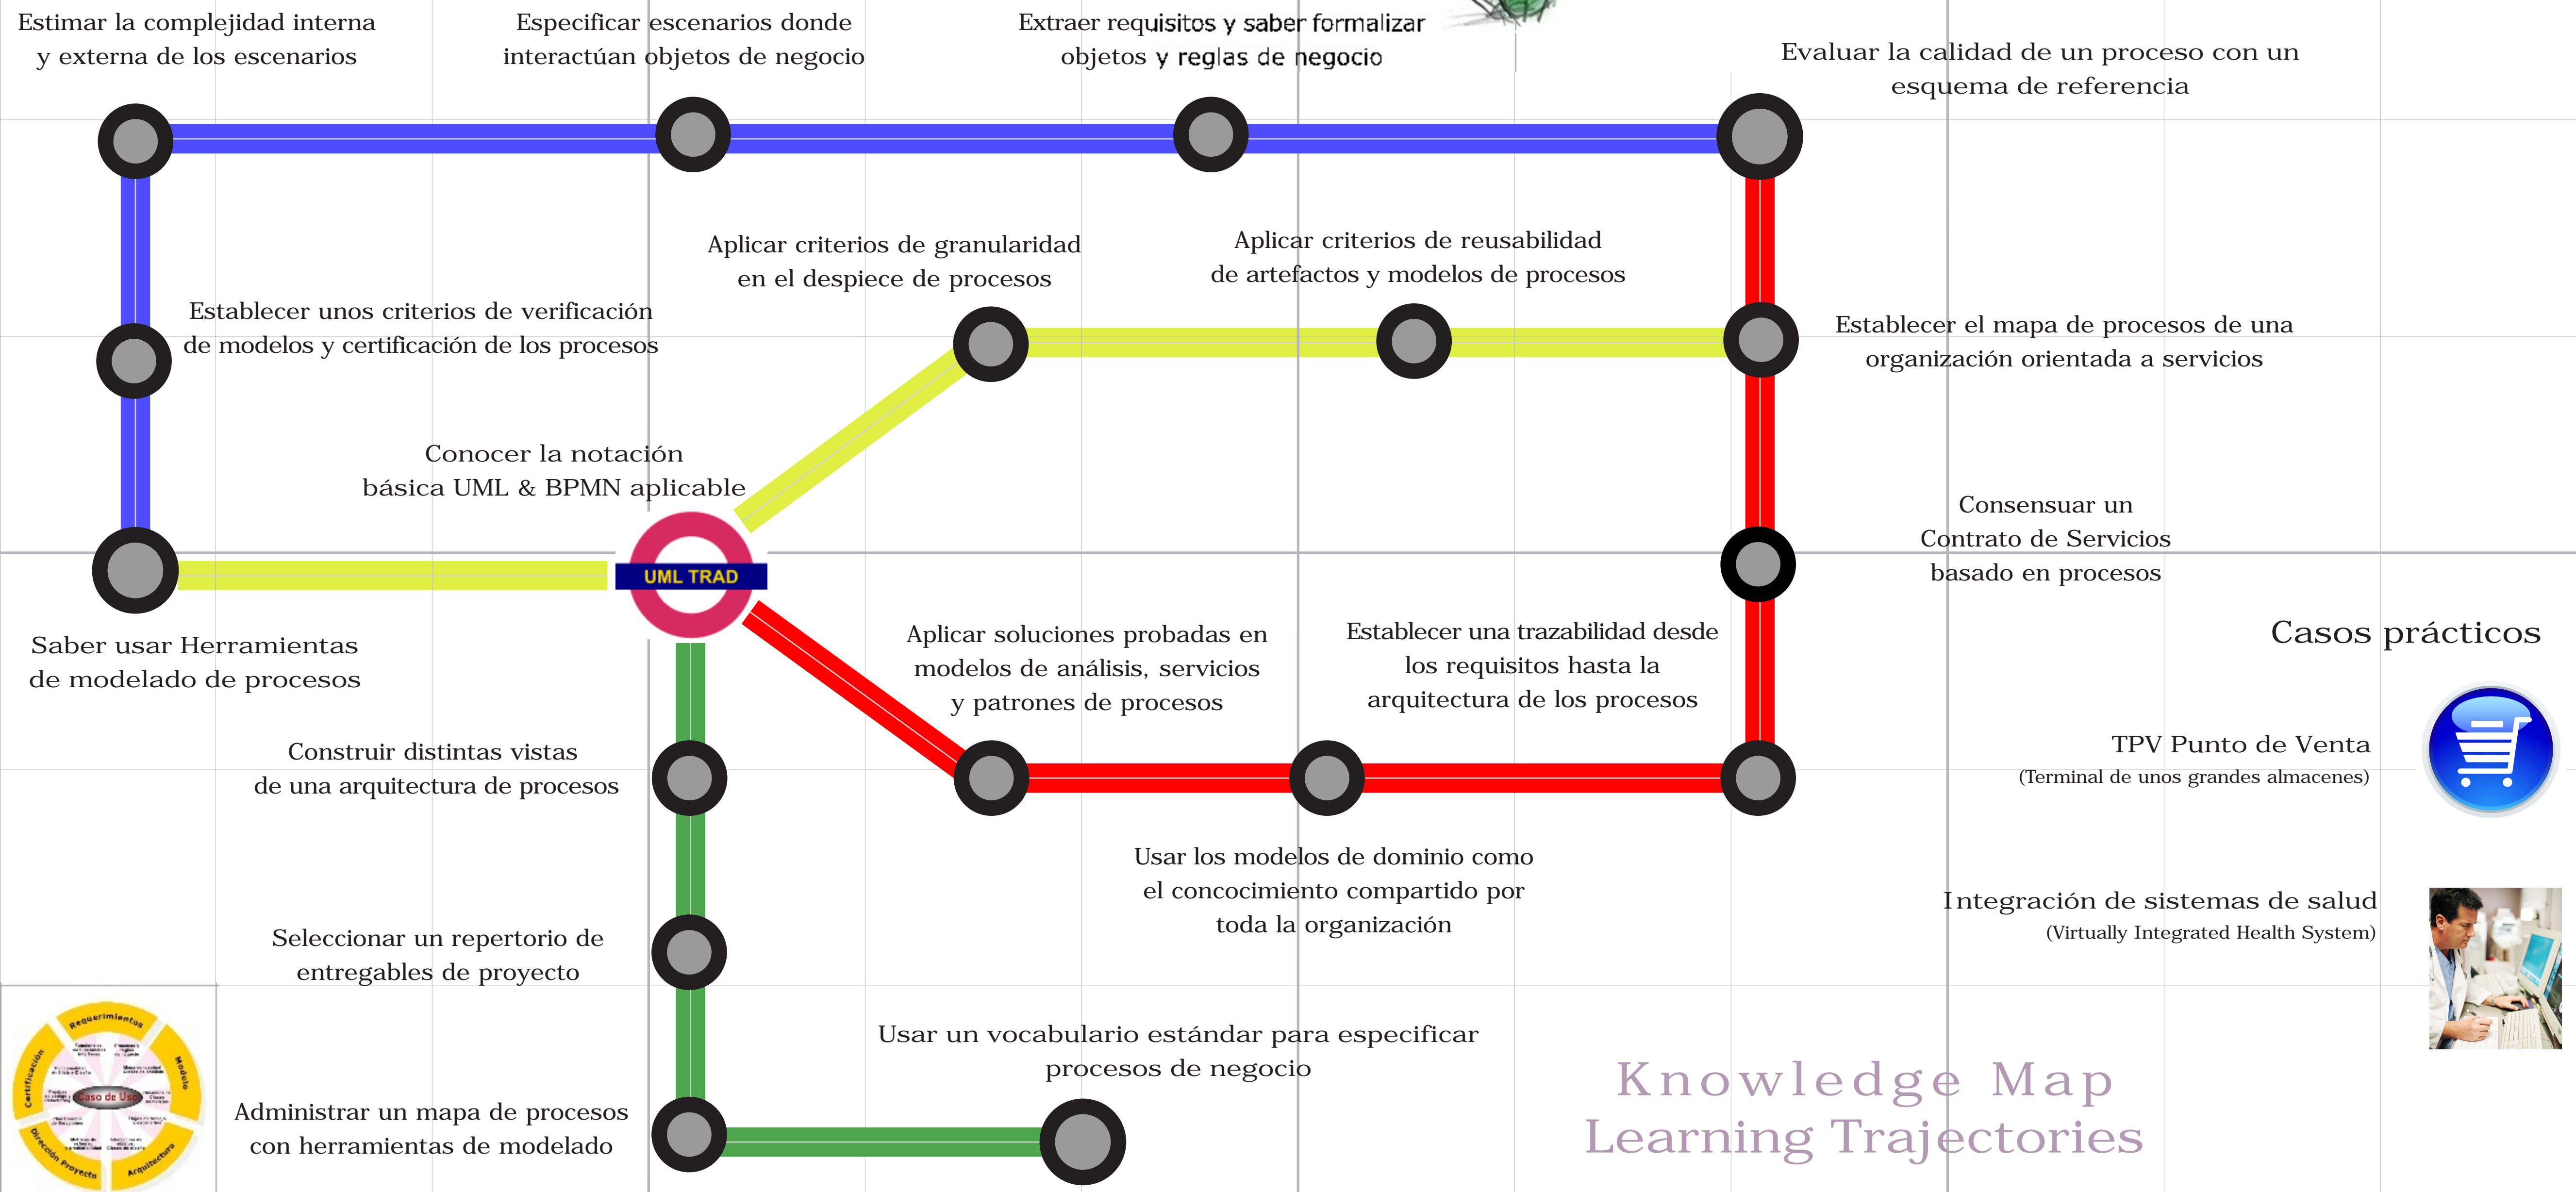 Estimar la complejidad interna
y externa de los escenarios
Especificar escenarios donde
interactúan objetos de negocio
Extraer requisitos y saber formalizar
objetos y reglas de negocio
Evaluar la calidad de un proceso con un
esquema de referencia
Aplicar criterios de granularidad
en el despiece de procesos
Aplicar criterios de reusabilidad
de artefactos y modelos de procesos
Establecer unos criterios de verificación
de modelos y certificación de los procesos
Establecer el mapa de procesos de una
organización orientada a servicios
Conocer la notación
básica UML & BPMN aplicable
UML TRAD
Consensuar un
Contrato de Servicios
basado en procesos
Saber usar Herramientas
de modelado de procesos
Aplicar soluciones probadas en
modelos de análisis, servicios
y patrones de procesos
Establecer una trazabilidad desde
los requisitos hasta la
arquitectura de los procesos
Casos prácticos
TPV Punto de Venta
(Terminal de unos grandes almacenes)
Construir distintas vistas
de una arquitectura de procesos
Usar los modelos de dominio como
el concocimiento compartido por
toda la organización
Integración de sistemas de salud
(Virtually Integrated Health System)
Seleccionar un repertorio de
entregables de proyecto
Usar un vocabulario estándar para especificar
procesos de negocio
Administrar un mapa de procesos
con herramientas de modelado
Knowledge Map
Learning Trajectories
Requerimientos
Modelo
Arquitectura
Dirección Proyecto
Certificación
Caso de Uso